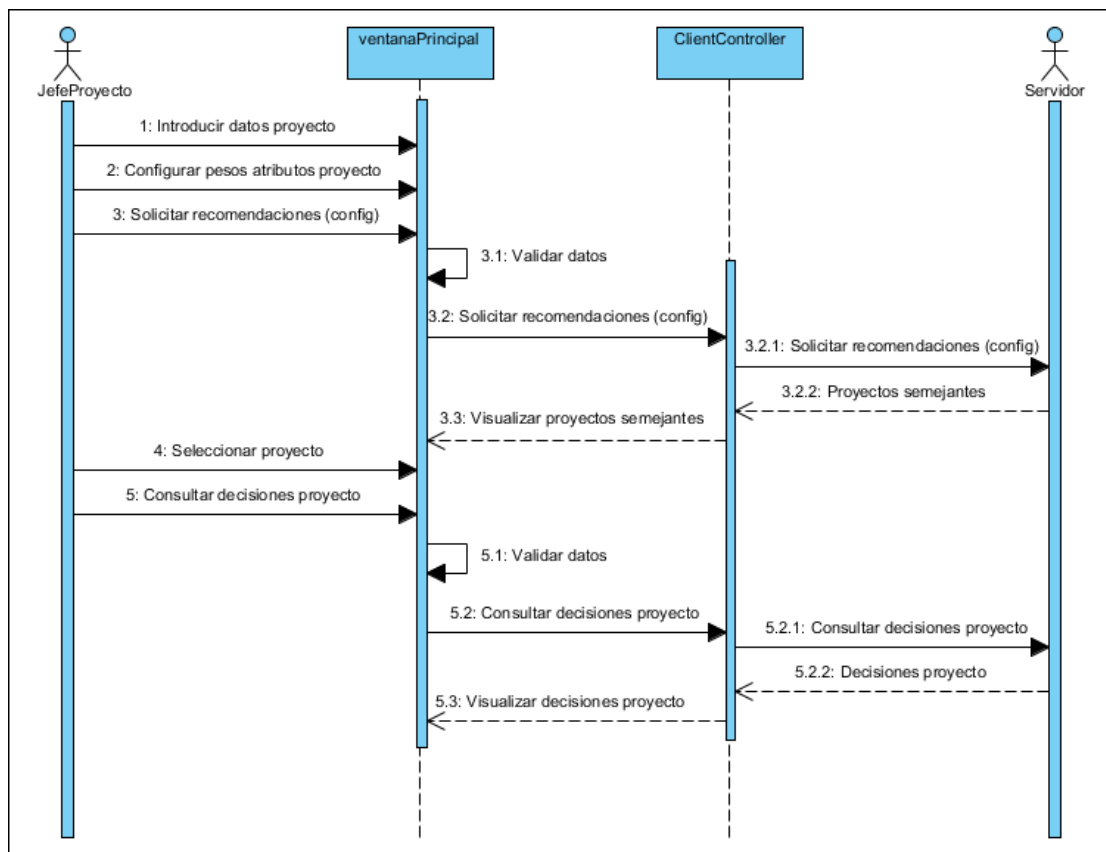 ventanaPrincipal
ClientController
JefeProyecto
Servidor
1: Introducir datos proyecto
2: Configurar pesos atributos proyecto
3: Solicitar recomendaciones (config)
3.1: Validar datos
3.2: Solicitar recomendaciones (config)
3.2.1: Solicitar recomendaciones (config)
3.2.2: Proyectos semejantes
3.3: Visualizar proyectos semejantes
4: Seleccionar proyecto
5: Consultar decisiones proyecto
5.1: Validar datos
5.2: Consultar decisiones proyecto
5.2.1: Consultar decisiones proyecto
5.2.2: Decisiones proyecto
5.3: Visualizar decisiones proyecto